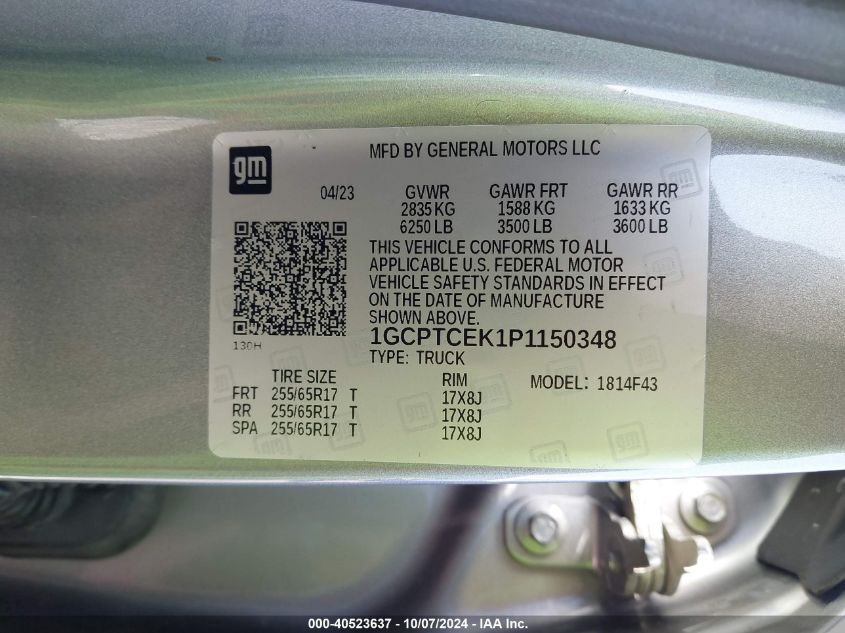 gm
MFD BY GENERAL MOTORS LLC
04/23 GVWR GAWR FRT GAWR RR
2835 KG 1588 KG 1633 KG
6250 LB 3500 LB 3600 LB
THIS VEHICLE CONFORMS TO ALL
APPLICABLE U.S. FEDERAL MOTOR
VEHICLE SAFETY STANDARDS IN EFFECT
ON THE DATE OF MANUFACTURE
SHOWN ABOVE.
1GCPTCEK1P1150348
130H
TYPE: TRUCK
TIRE SIZE RIM MODEL: 1814F43
FRT 255/65R17 T 17X8J
RR 255/65R17 T 17X8J
SPA 255/65R17 T 17X8J
000-40523637 - 10/07/2024 - IAA Inc.